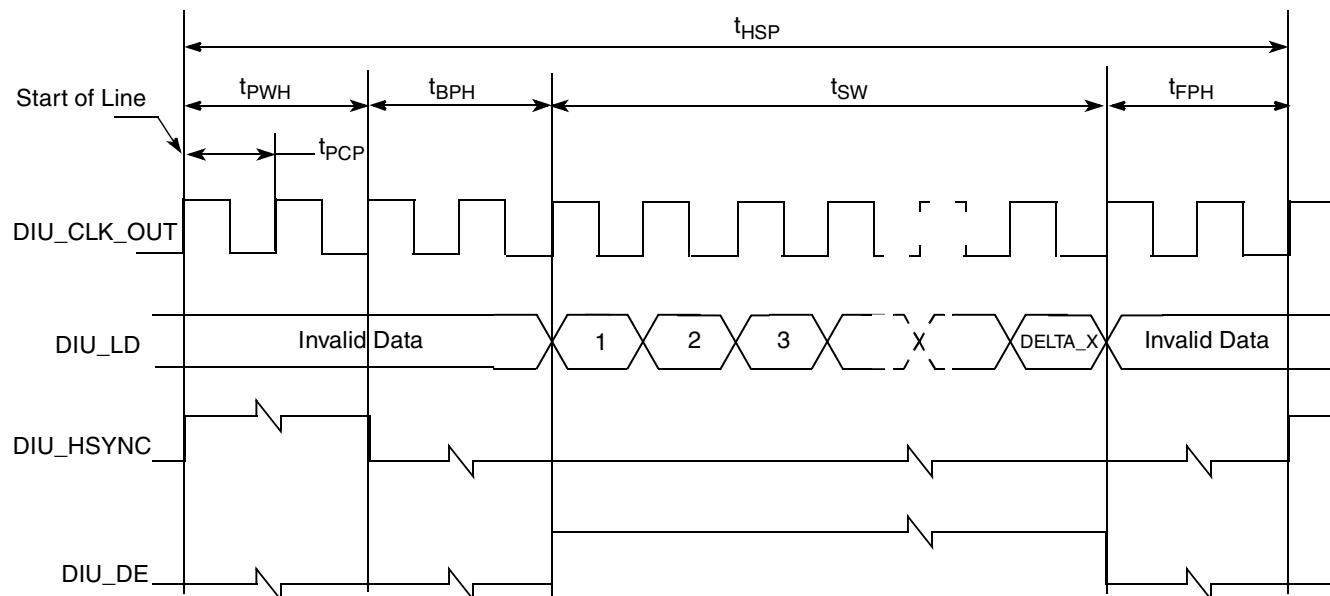 tHSP
tPWH
tBPH
tSW
tFPH
Start of Line
tPCP
DIU_CLK_OUT
DIU_LD
Invalid Data
1
2
3
DELTA_X
Invalid Data
DIU_HSYNC
DIU_DE